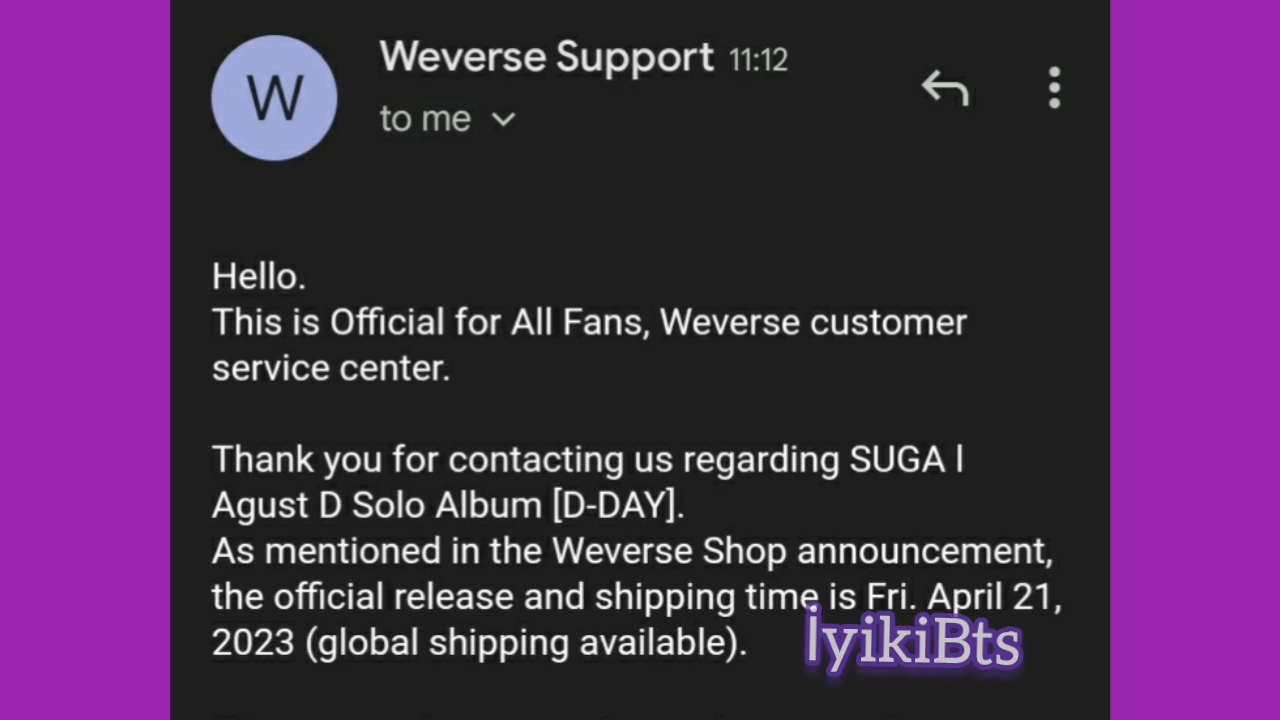 W
Weverse Support 11:12
to me
Hello.
This is Official for All Fans, Weverse customer
service center.
Thank you for contacting us regarding SUGA l
Agust D Solo Album [D-DAY].
As mentioned in the Weverse Shop announcement,
the official release and shipping time is Fri. April 21,
2023 (global shipping available).
İyikiBts